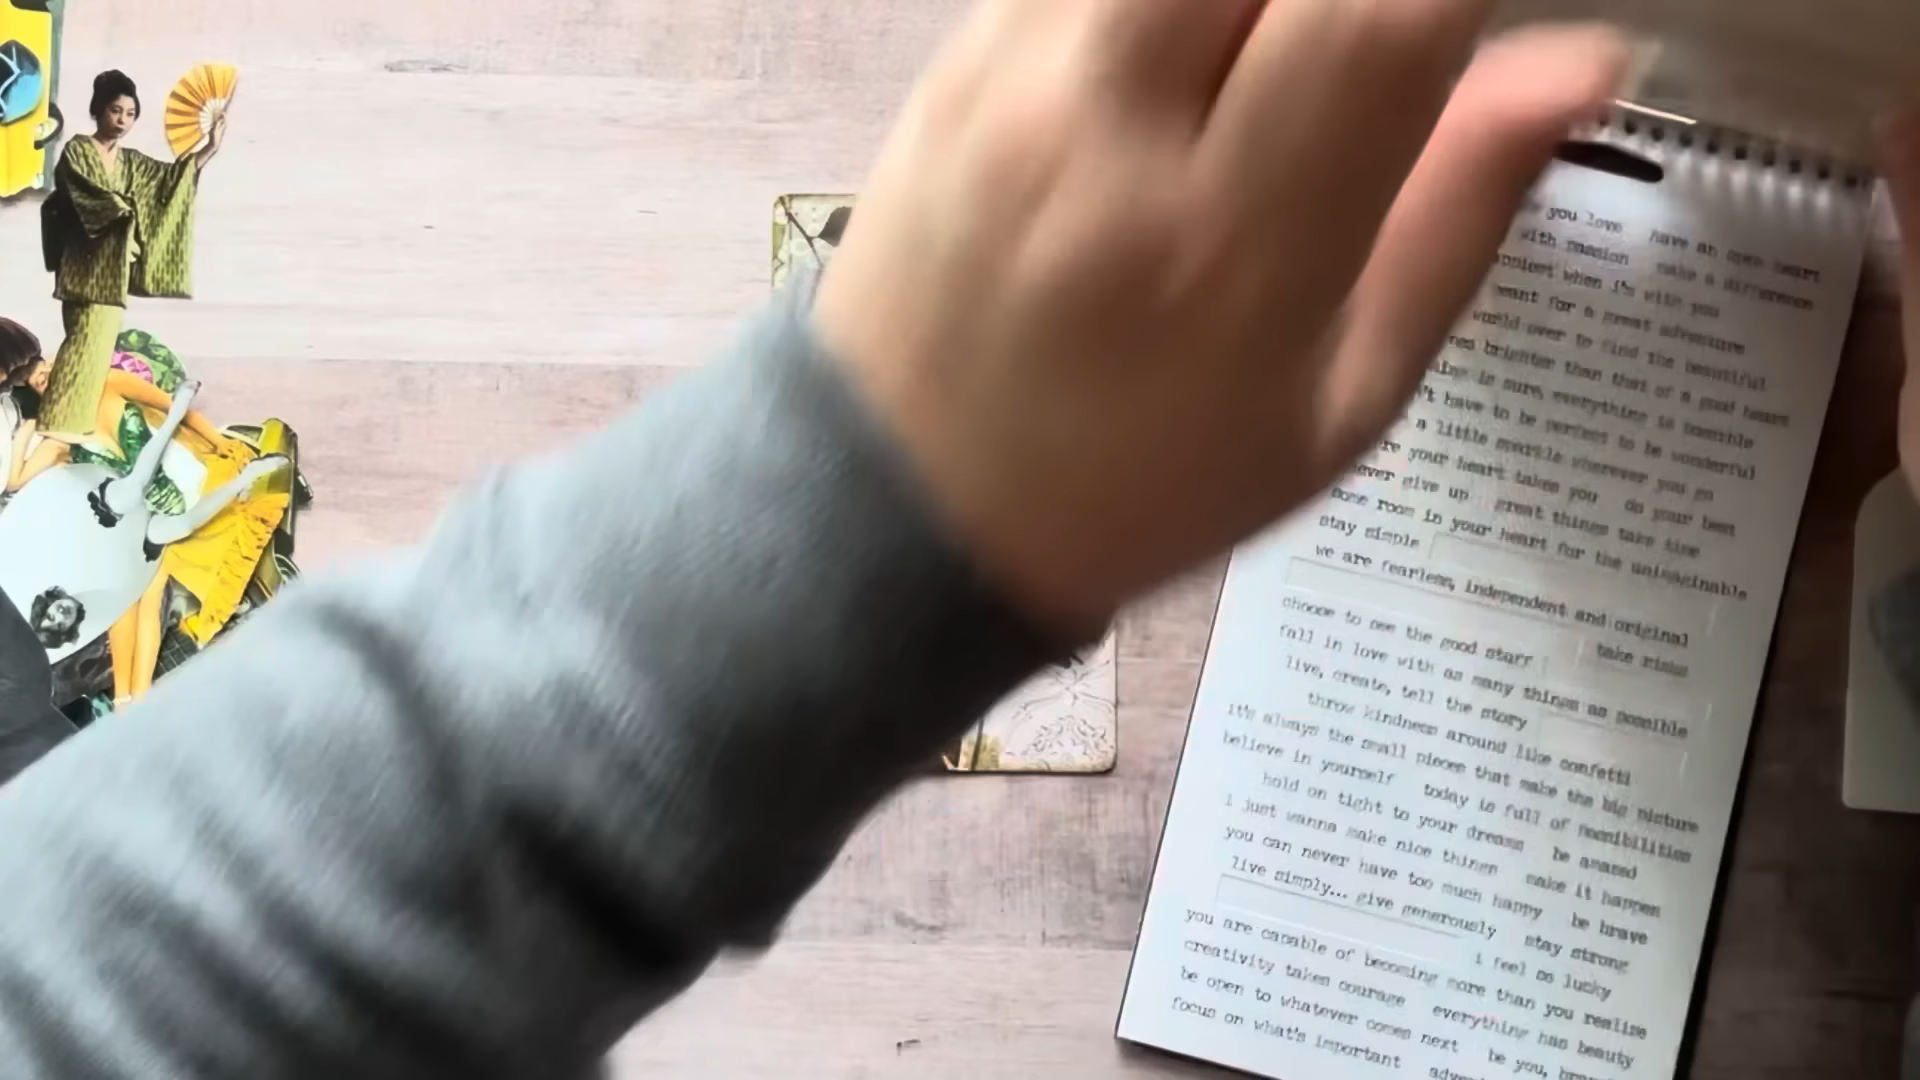 you love have an open heart
with passion make a difference
when i'm with you
for a great adventure
world over to find the beautiful
brighter than that of a good heart
is sure, everything is possible
have to be perfect to be wonderful
a little sparkle wherever you go
your heart takes you do your best
never give up great things take time
some room in your heart for the unimaginable
stay simple
we are fearless, independent and original
choose to see the good stuff take risks
fall in love with as many things as possible
live, create, tell the story
throw kindness around like confetti
it's always the small pieces that make the big picture
believe in yourself today is full of possibilities
hold on tight to your dreams be amazed
i just wanna make nice things make it happen
you can never have too much happy be brave
live simply... give generously stay strong
you are capable of becoming more than you realise
i feel so lucky
creativity takes courage everything has beauty
be open to whatever comes next be you,
focus on what's important